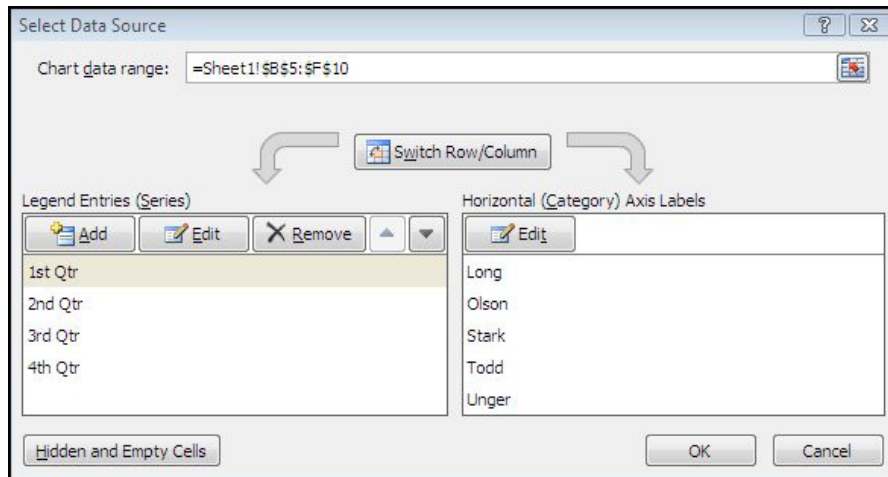 Select Data Source
Chart data range: =Sheet1!$B$5:$F$10
Switch Row/Column
Legend Entries (Series)
Add Edit Remove
1st Qtr
2nd Qtr
3rd Qtr
4th Qtr
Horizontal (Category) Axis Labels
Edit
Long
Olson
Stark
Todd
Unger
Hidden and Empty Cells
OK Cancel